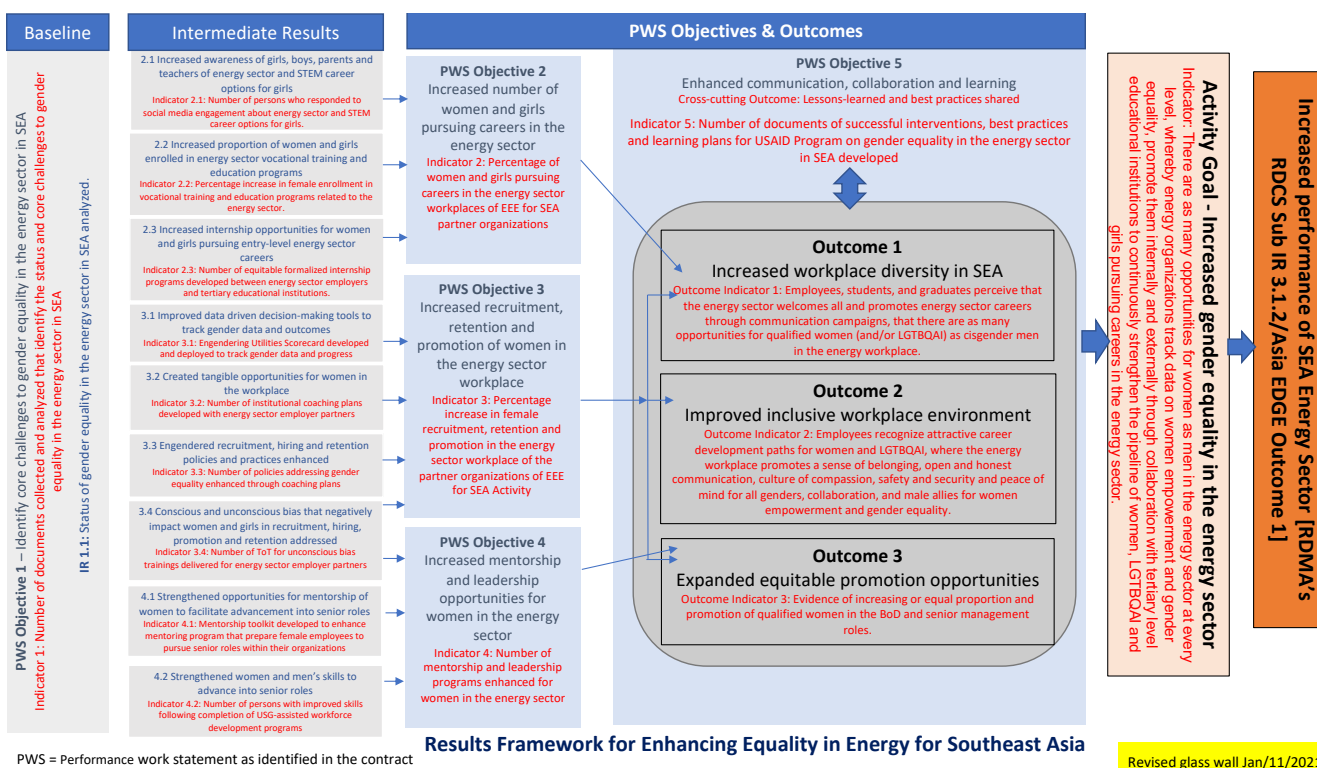 Baseline
PWS Objective 1 – Identify core challenges to gender equality in the energy sector in SEA
Indicator 1: Number of documents collected and analyzed that identify the status and core challenges to gender
equality in the energy sector in SEA
IR 1.1: Status of gender equality in the energy sector in SEA analyzed.
Intermediate Results
2.1 Increased awareness of girls, boys, parents and
teachers of energy sector and STEM career
options for girls
Indicator 2.1: Number of persons who responded to
social media engagement about energy sector and STEM
career options for girls.
2.2 Increased proportion of women and girls
enrolled in energy sector vocational training and
education programs
Indicator 2.2: Percentage increase in female enrollment in
vocational training and education programs related to the
energy sector.
2.3 Increased internship opportunities for women
and girls pursuing entry-level energy sector
careers
Indicator 2.3: Number of equitable formalized internship
programs developed between energy sector employers
and tertiary educational institutions.
3.1 Improved data driven decision-making tools to
track gender data and outcomes
Indicator 3.1: Engendering Utilities Scorecard developed
and deployed to track gender data and progress
3.2 Created tangible opportunities for women in
the workplace
Indicator 3.2: Number of institutional coaching plans
developed with energy sector employer partners
3.3 Engendered recruitment, hiring and retention
policies and practices enhanced
Indicator 3.3: Number of policies addressing gender
equality enhanced through coaching plans
3.4 Conscious and unconscious bias that negatively
impact women and girls in recruitment, hiring,
promotion and retention addressed
Indicator 3.4: Number of ToT for unconscious bias
trainings delivered for energy sector employer partners
4.1 Strengthened opportunities for mentorship of
women to facilitate advancement into senior roles
Indicator 4.1: Mentorship toolkit developed to enhance
mentoring program that prepare female employees to
pursue senior roles within their organizations
4.2 Strengthened women and men's skills to
advance into senior roles
Indicator 4.2: Number of persons with improved skills
following completion of USG-assisted workforce
development programs
PWS Objectives & Outcomes
PWS Objective 2
Increased number of
women and girls
pursuing careers in the
energy sector
Indicator 2: Percentage of
women and girls pursuing
careers in the energy sector
workplaces of EEE for SEA
partner organizations
PWS Objective 3
Increased recruitment,
retention and
promotion of women in
the energy sector
workplace
Indicator 3: Percentage
increase in female
recruitment, retention and
promotion in the energy
sector workplace of the
partner organizations of EEE
for SEA Activity
PWS Objective 4
Increased mentorship
and leadership
opportunities for
women in the energy
sector
Indicator 4: Number of
mentorship and leadership
programs enhanced for
women in the energy sector
PWS Objective 5
Enhanced communication, collaboration and learning
Cross-cutting Outcome: Lessons-learned and best practices shared
Indicator 5: Number of documents of successful interventions, best practices
and learning plans for USAID Program on gender equality in the energy sector
in SEA developed
Outcome 1
Increased workplace diversity in SEA
Outcome Indicator 1: Employees, students, and graduates perceive that
the energy sector welcomes all and promotes energy sector careers
through communication campaigns, that there are as many
opportunities for qualified women (and/or LGTBQAI) as cisgender men
in the energy workplace.
Outcome 2
Improved inclusive workplace environment
Outcome Indicator 2: Employees recognize attractive career
development paths for women and LGTBQAI, where the energy
workplace promotes a sense of belonging, open and honest
communication, culture of compassion, safety and security and peace of
mind for all genders, collaboration, and male allies for women
empowerment and gender equality.
Outcome 3
Expanded equitable promotion opportunities
Outcome Indicator 3: Evidence of increasing or equal proportion and
promotion of qualified women in the BoD and senior management
roles.
Activity Goal - Increased gender equality in the energy sector
Indicator: There are as many opportunities for women as men in the energy sector at every
level, whereby energy organizations track data on women empowerment and gender
equality, promote them internally and externally through collaboration with tertiary level
educational institutions to continuously strengthen the pipeline of women, LGTBQAI and
girls pursuing careers in the energy sector.
Increased performance of SEA Energy Sector [RDMA's
RDCS Sub IR 3.1.2/Asia EDGE Outcome 1]
Results Framework for Enhancing Equality in Energy for Southeast Asia
PWS = Performance work statement as identified in the contract
Revised glass wall Jan/11/2021